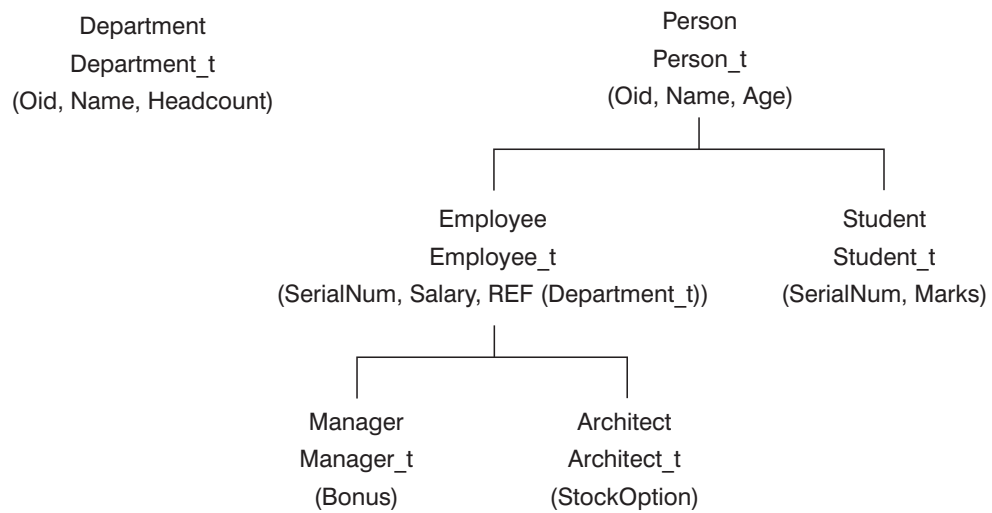 Department
Department_t
(Oid, Name, Headcount)
Person
Person_t
(Oid, Name, Age)
Employee
Employee_t
(SerialNum, Salary, REF (Department_t))
Student
Student_t
(SerialNum, Marks)
Manager
Manager_t
(Bonus)
Architect
Architect_t
(StockOption)